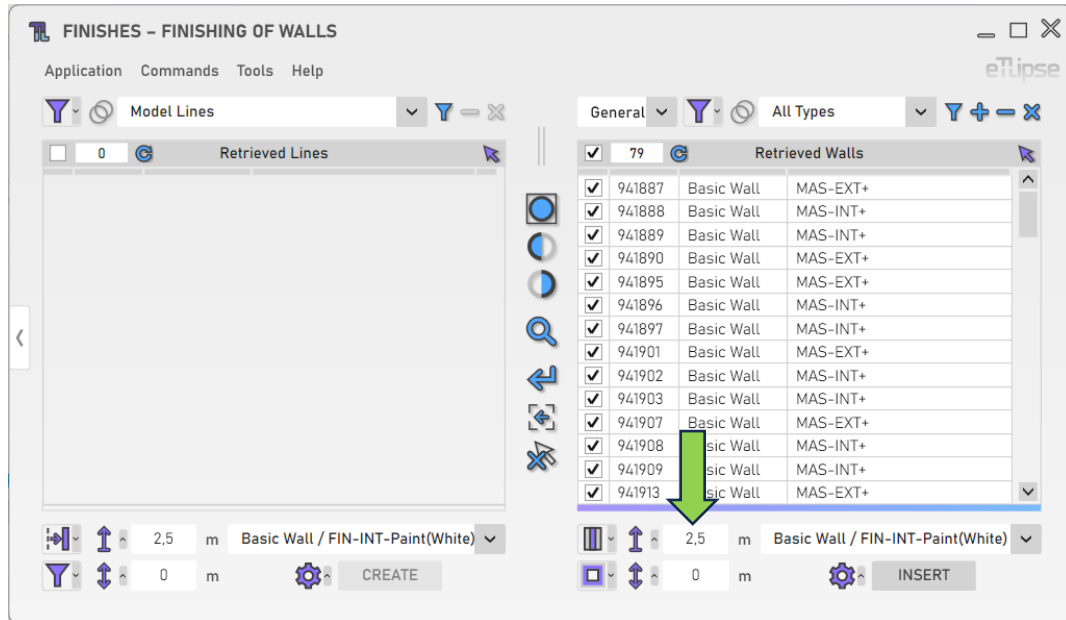 FINISHES – FINISHING OF WALLS
Application Commands Tools Help
eTLipse
Model Lines
General All Types
0 Retrieved Lines
79 Retrieved Walls
941887 Basic Wall MAS-EXT+
941888 Basic Wall MAS-INT+
941889 Basic Wall MAS-INT+
941890 Basic Wall MAS-EXT+
941895 Basic Wall MAS-EXT+
941896 Basic Wall MAS-INT+
941897 Basic Wall MAS-INT+
941901 Basic Wall MAS-EXT+
941902 Basic Wall MAS-INT+
941903 Basic Wall MAS-INT+
941907 Basic Wall MAS-EXT+
941908 Wall MAS-INT+
941909 Wall MAS-INT+
941913 Wall MAS-EXT+
2,5 m Basic Wall / FIN-INT-Paint(White)
0 m CREATE
2,5 m Basic Wall / FIN-INT-Paint(White)
0 m INSERT